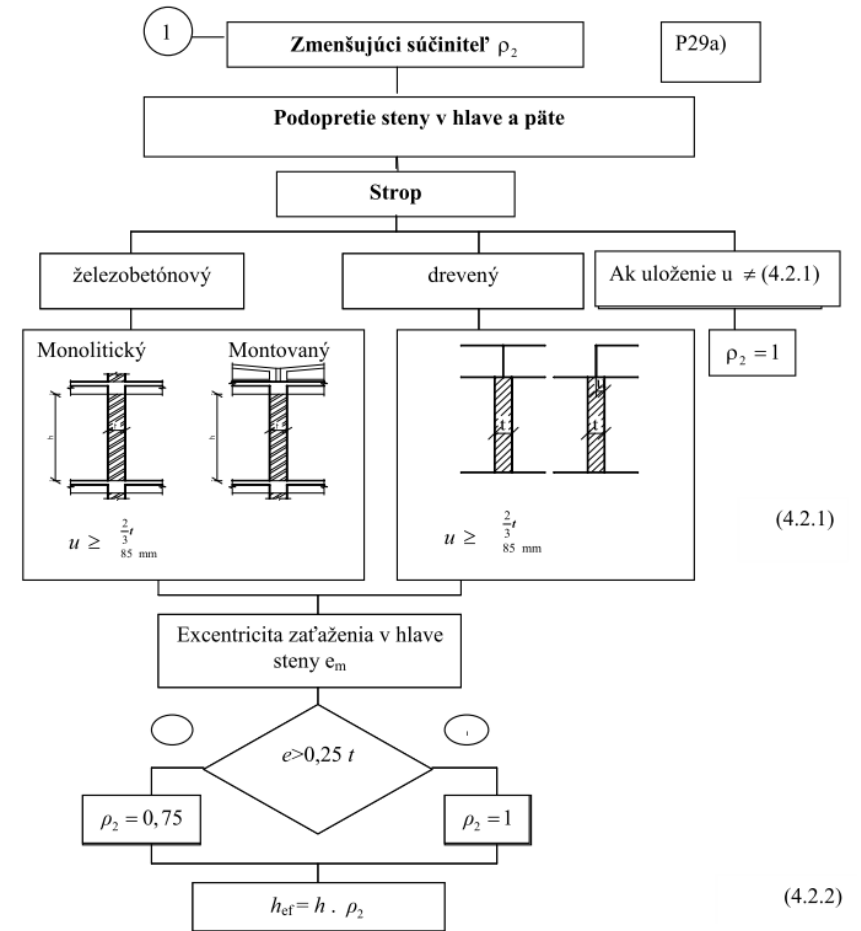 1
Zmenšujúci súčiniteľ ρ₂
P29a)
Podopretie steny v hlave a päte
Strop
železobetónový
drevený
Ak uloženie u ≠ (4.2.1)
Monolitický
Montovaný
ρ₂ = 1
h
t
h
t
t
t
u ≥ 2/3 t
85 mm
u ≥ 2/3 t
85 mm
(4.2.1)
Excentricita zaťaženia v hlave
steny eₘ
e>0,25 t
ρ₂ = 0,75
ρ₂ = 1
h_ef = h . ρ₂
(4.2.2)